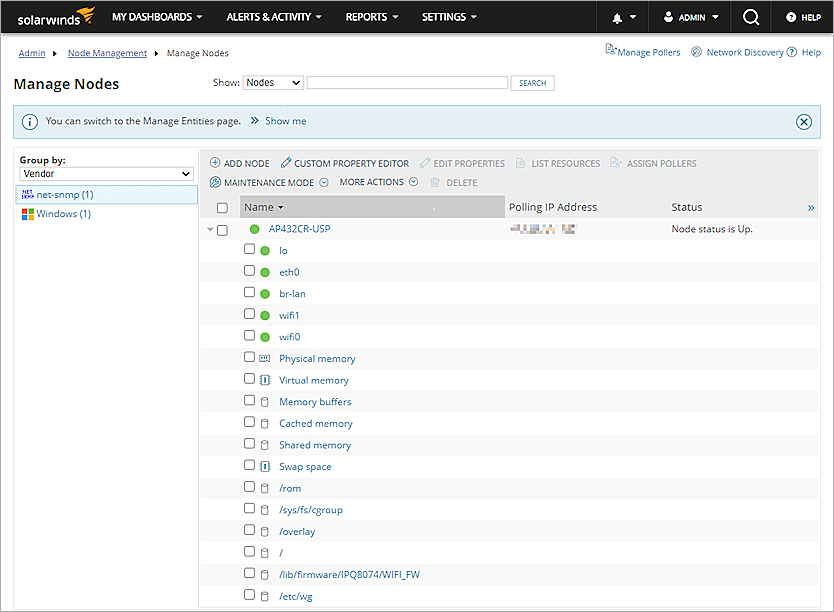 solarwinds MY DASHBOARDS ALERTS & ACTIVITY REPORTS SETTINGS ADMIN HELP
Admin Node Management Manage Nodes Manage Pollers Network Discovery Help
Manage Nodes Show: Nodes SEARCH
You can switch to the Manage Entities page. » Show me
Group by:
Vendor
net-snmp (1)
Windows (1)
ADD NODE CUSTOM PROPERTY EDITOR EDIT PROPERTIES LIST RESOURCES ASSIGN POLLERS
MAINTENANCE MODE MORE ACTIONS DELETE
Name Polling IP Address Status »
AP432CR-USP Node status is Up.
lo
eth0
br-lan
wifi1
wifi0
Physical memory
Virtual memory
Memory buffers
Cached memory
Shared memory
Swap space
/rom
/sys/fs/cgroup
/overlay
/
/lib/firmware/IPQ8074/WIFI_FW
/etc/wg